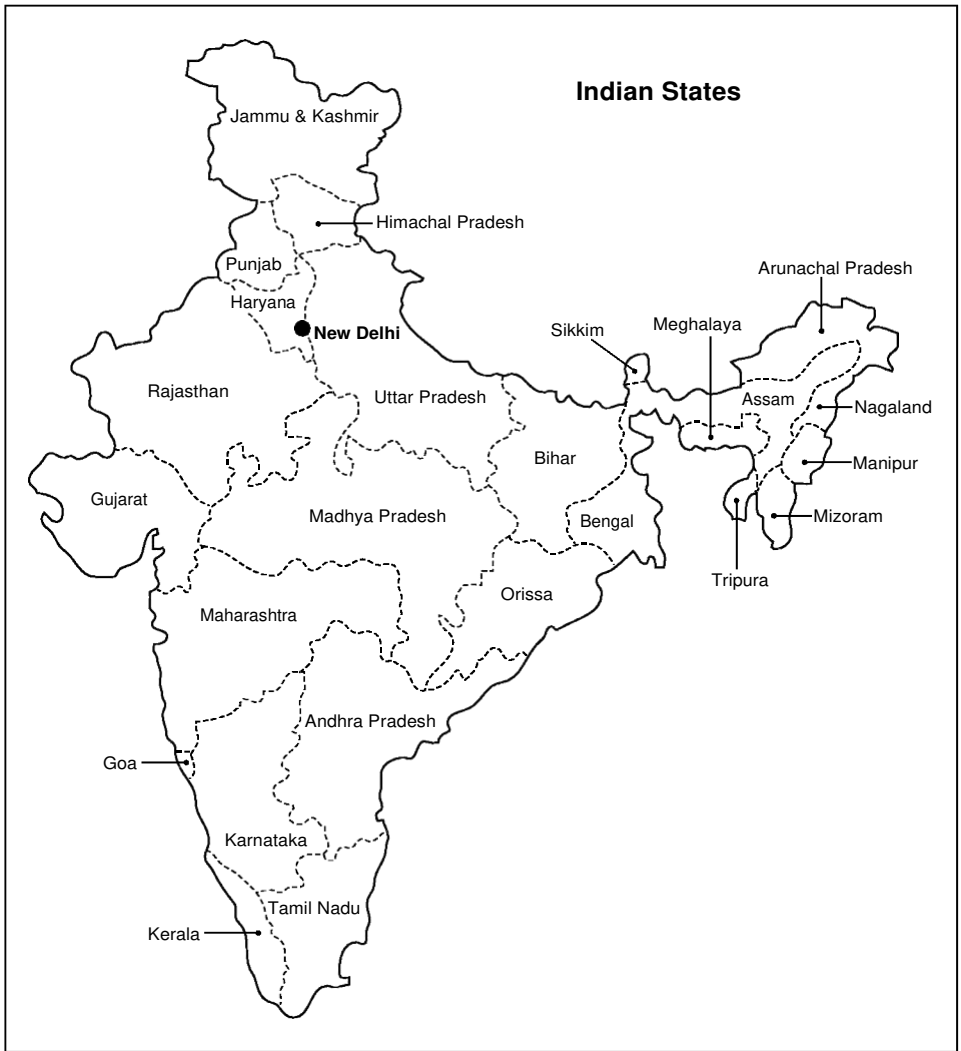 Indian States
Jammu & Kashmir
Himachal Pradesh
Punjab
Arunachal Pradesh
Haryana
New Delhi
Sikkim
Meghalaya
Rajasthan
Uttar Pradesh
Assam
Nagaland
Bihar
Manipur
Gujarat
Madhya Pradesh
Bengal
Mizoram
Tripura
Orissa
Maharashtra
Andhra Pradesh
Goa
Karnataka
Tamil Nadu
Kerala